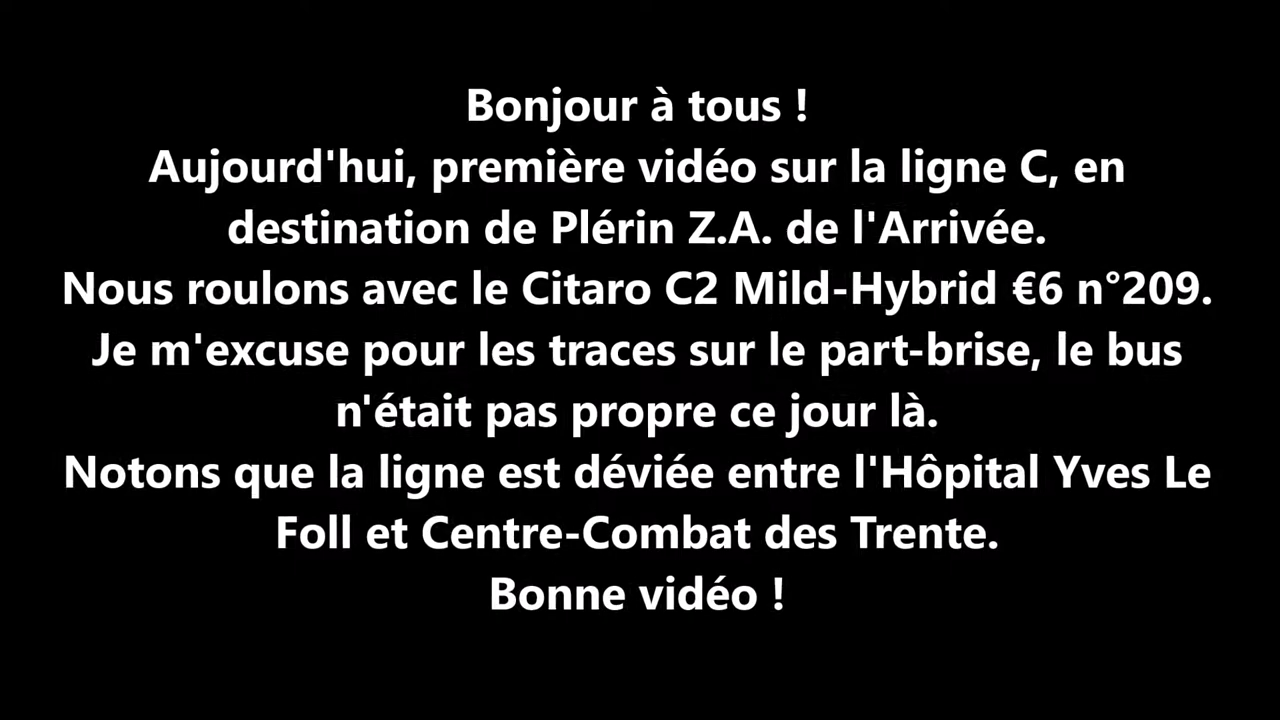 Bonjour à tous !
Aujourd'hui, première vidéo sur la ligne C, en
destination de Plérin Z.A. de l'Arrivée.
Nous roulons avec le Citaro C2 Mild-Hybrid €6 n°209.
Je m'excuse pour les traces sur le part-brise, le bus
n'était pas propre ce jour là.
Notons que la ligne est déviée entre l'Hôpital Yves Le
Foll et Centre-Combat des Trente.
Bonne vidéo !